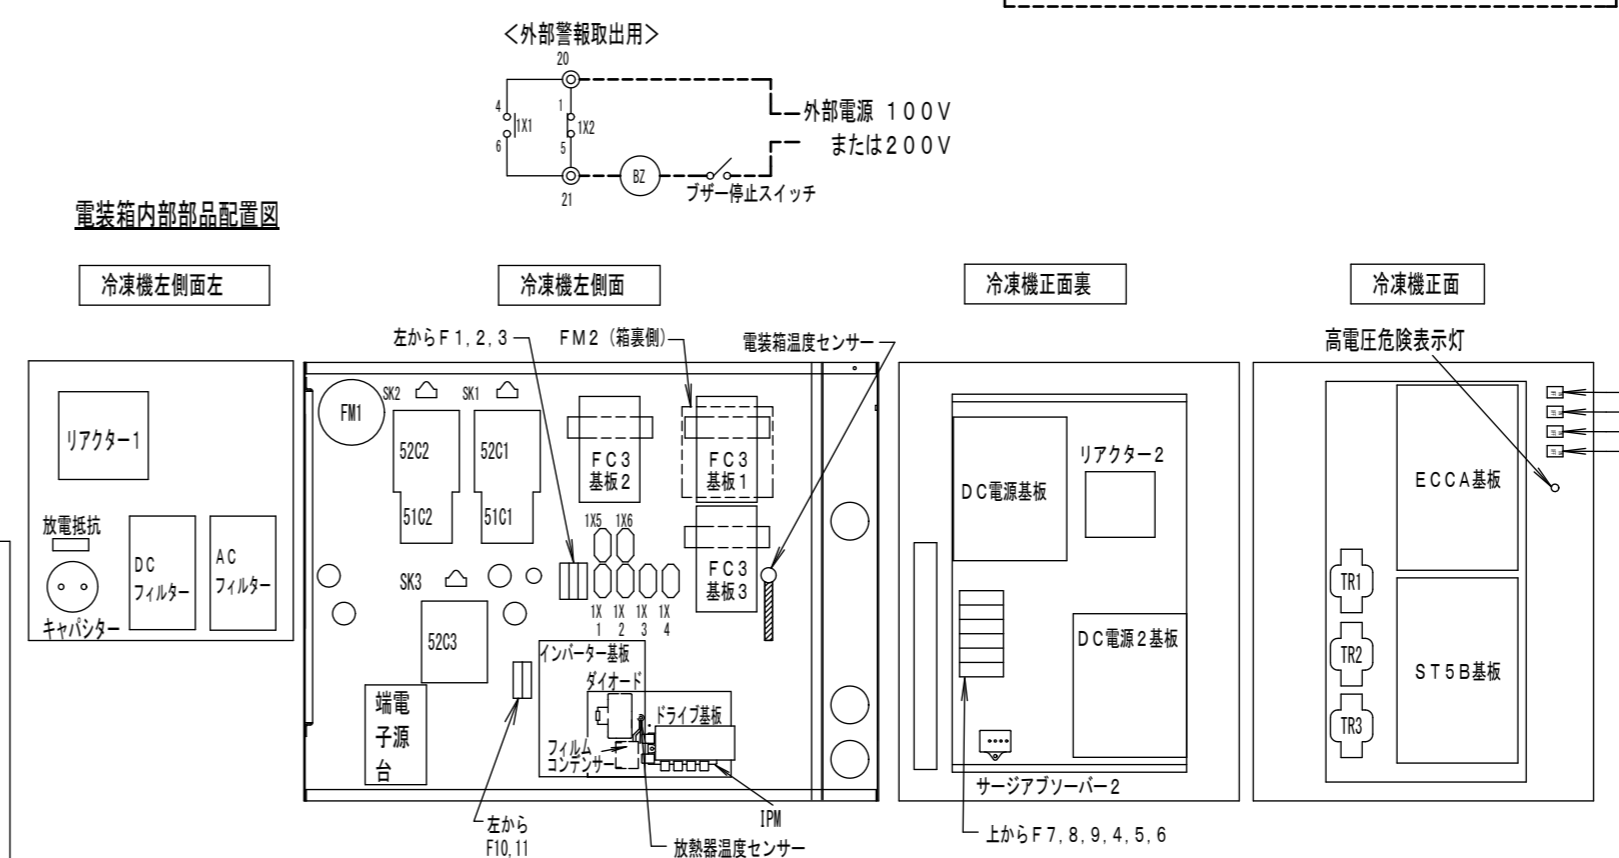 <外部警報取出用>
20
4
1
1X1
1X2
6
5
外部電源 100V
または200V
BZ
21
ブザー停止スイッチ
電装箱内部部品配置図
冷凍機左側面左
冷凍機左側面
冷凍機正面裏
冷凍機正面
左からF1,2,3
FM2(箱裏側)
電装箱温度センサー
高電圧危険表示灯
リアクター1
放電抵抗
DC
フィルター
AC
フィルター
キャパシター
FM1
SK2
SK1
52C2
52C1
51C2
51C1
FC3
基板2
FC3
基板1
1X5
1X6
FC3
基板3
SK3
1X
1
1X
2
1X
3
1X
4
52C3
インバーター基板
ダイオード
ドライブ基板
フィルム
コンデンサー
端電
子源
台
左から
F10,11
IPM
放熱器温度センサー
DC電源基板
リアクター2
DC電源2基板
サージアブソーバー2
上からF7,8,9,4,5,6
ECCA基板
TR1
TR2
TR3
ST5B基板